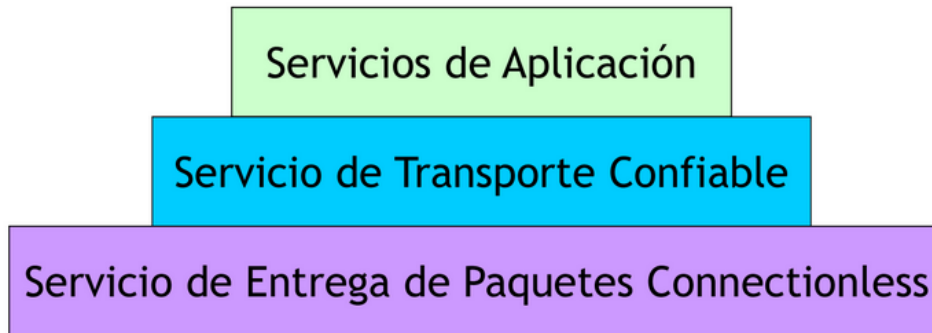 Servicios de Aplicación
Servicio de Transporte Confiable
Servicio de Entrega de Paquetes Connectionless